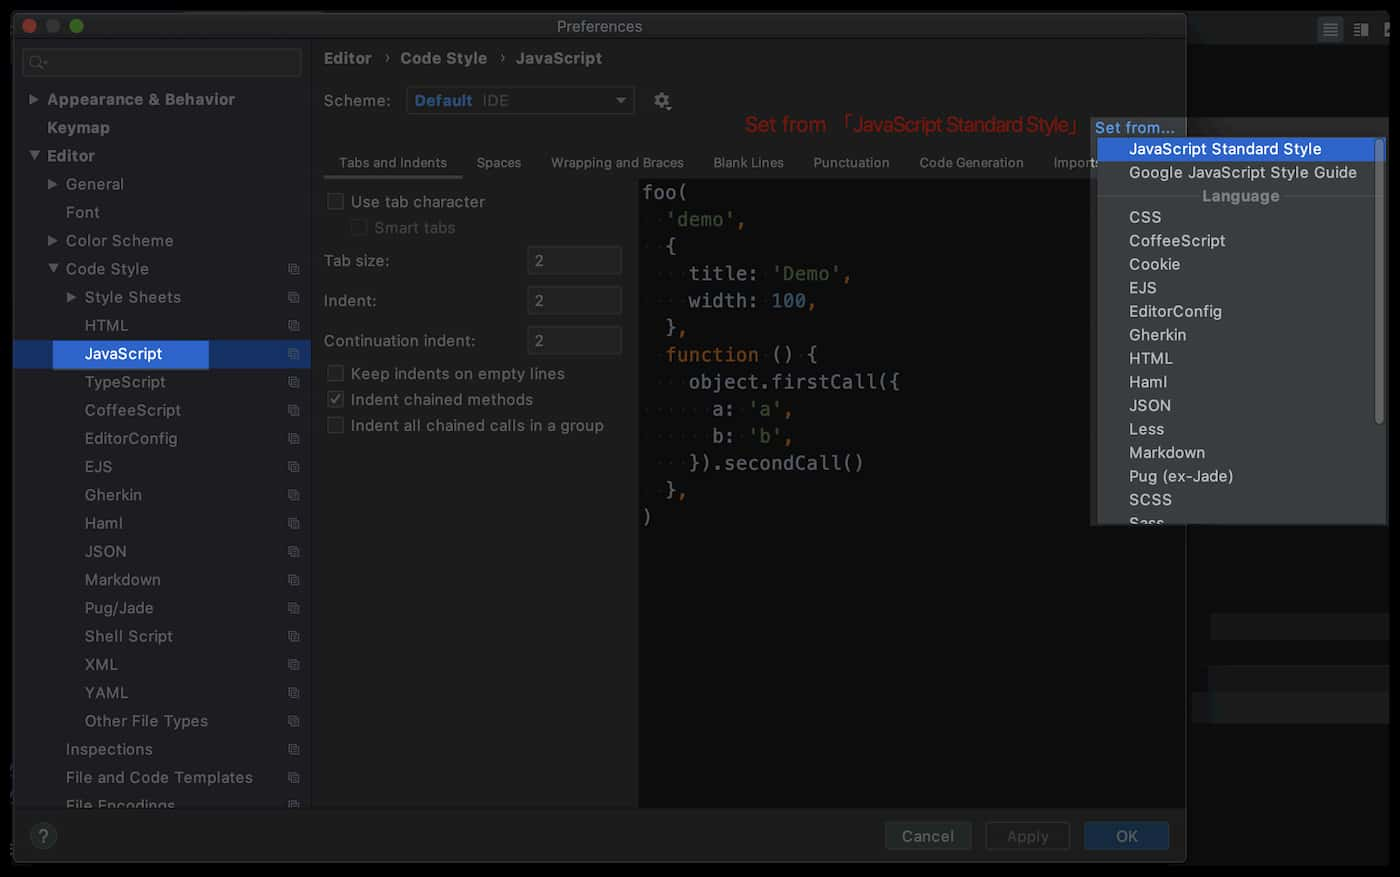 Preferences
Editor › Code Style › JavaScript
Scheme: Default IDE
Set from 「JavaScript Standard Style」
Set from...
Tabs and Indents Spaces Wrapping and Braces Blank Lines Punctuation Code Generation Imports
JavaScript Standard Style
Google JavaScript Style Guide
Language
CSS
CoffeeScript
Cookie
EJS
EditorConfig
Gherkin
HTML
Haml
JSON
Less
Markdown
Pug (ex-Jade)
SCSS
Sass
Appearance & Behavior
Keymap
Editor
General
Font
Color Scheme
Code Style
Style Sheets
HTML
JavaScript
TypeScript
CoffeeScript
EditorConfig
EJS
Gherkin
Haml
JSON
Markdown
Pug/Jade
Shell Script
XML
YAML
Other File Types
Inspections
File and Code Templates
File Encodings
Use tab character
Smart tabs
Tab size: 2
Indent: 2
Continuation indent: 2
Keep indents on empty lines
Indent chained methods
Indent all chained calls in a group
foo(
'demo',
{
title: 'Demo',
width: 100,
},
function () {
object.firstCall({
a: 'a',
b: 'b',
}).secondCall()
},
)
?
Cancel
Apply
OK